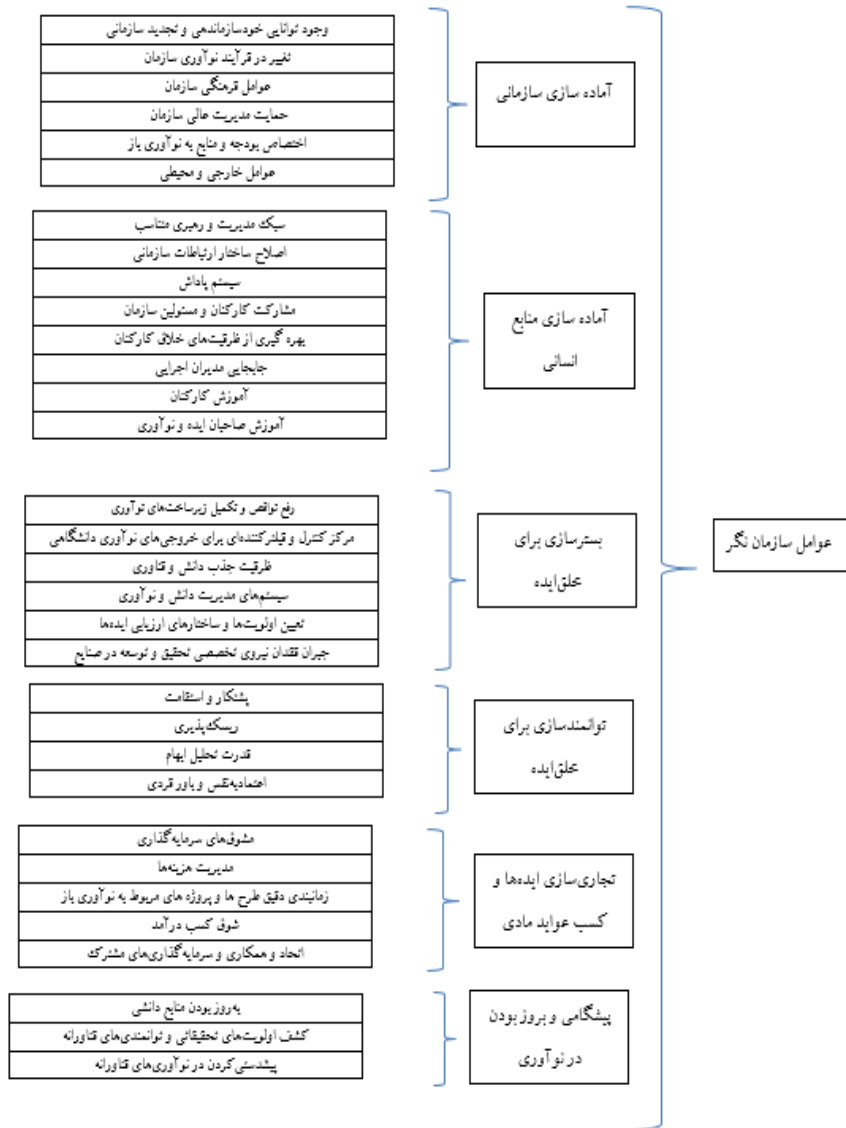 عوامل سازمان نگر
آماده سازی سازمانی
وجود توانایی خودسازماندهی و تجدید سازمانی
تغییر در فرآیند نوآوری سازمان
عوامل فرهنگی سازمان
حمایت مدیریت عالی سازمان
اختصاص بودجه و منابع به نوآوری باز
عوامل خارجی و محیطی
آماده سازی منابع
انسانی
سبک مدیریت و رهبری متناسب
اصلاح ساختار ارتباطات سازمانی
سیستم پاداش
مشارکت کارکنان و مسئولین سازمان
بهره گیری از ظرفیت‌های خلاق کارکنان
جابجایی مدیران اجرایی
آموزش کارکنان
آموزش صاحبان ایده و نوآوری
بسترسازی برای
خلق‌ایده
رفع نواقص و تکمیل زیرساخت‌های نوآوری
مرکز کنترل و فیلترکننده‌ای برای خروجی‌های نوآوری دانشگاهی
ظرفیت جذب دانش و فناوری
سیستم‌های مدیریت دانش و نوآوری
تعیین اولویت‌ها و ساختارهای ارزیابی ایده‌ها
جبران فقدان نیروی تخصصی تحقیق و توسعه در صنایع
توانمندسازی برای
خلق‌ایده
پشتکار و استقامت
ریسک‌پذیری
قدرت تحلیل ابهام
اعتمادبه‌نفس و باور فردی
تجاری‌سازی ایده‌ها و
کسب عواید مادی
مشوق‌های سرمایه‌گذاری
مدیریت هزینه‌ها
زمانبندی دقیق طرح ها و پروژه های مربوط به نوآوری باز
شوق کسب درآمد
اتحاد و همکاری و سرمایه‌گذاری‌های مشترک
پیشگامی و بروز بودن
در نوآوری
به‌روز بودن منابع دانشی
کشف اولویت‌های تحقیقاتی و توانمندی‌های فناورانه
پیشدستی کردن در نوآوری‌های فناورانه